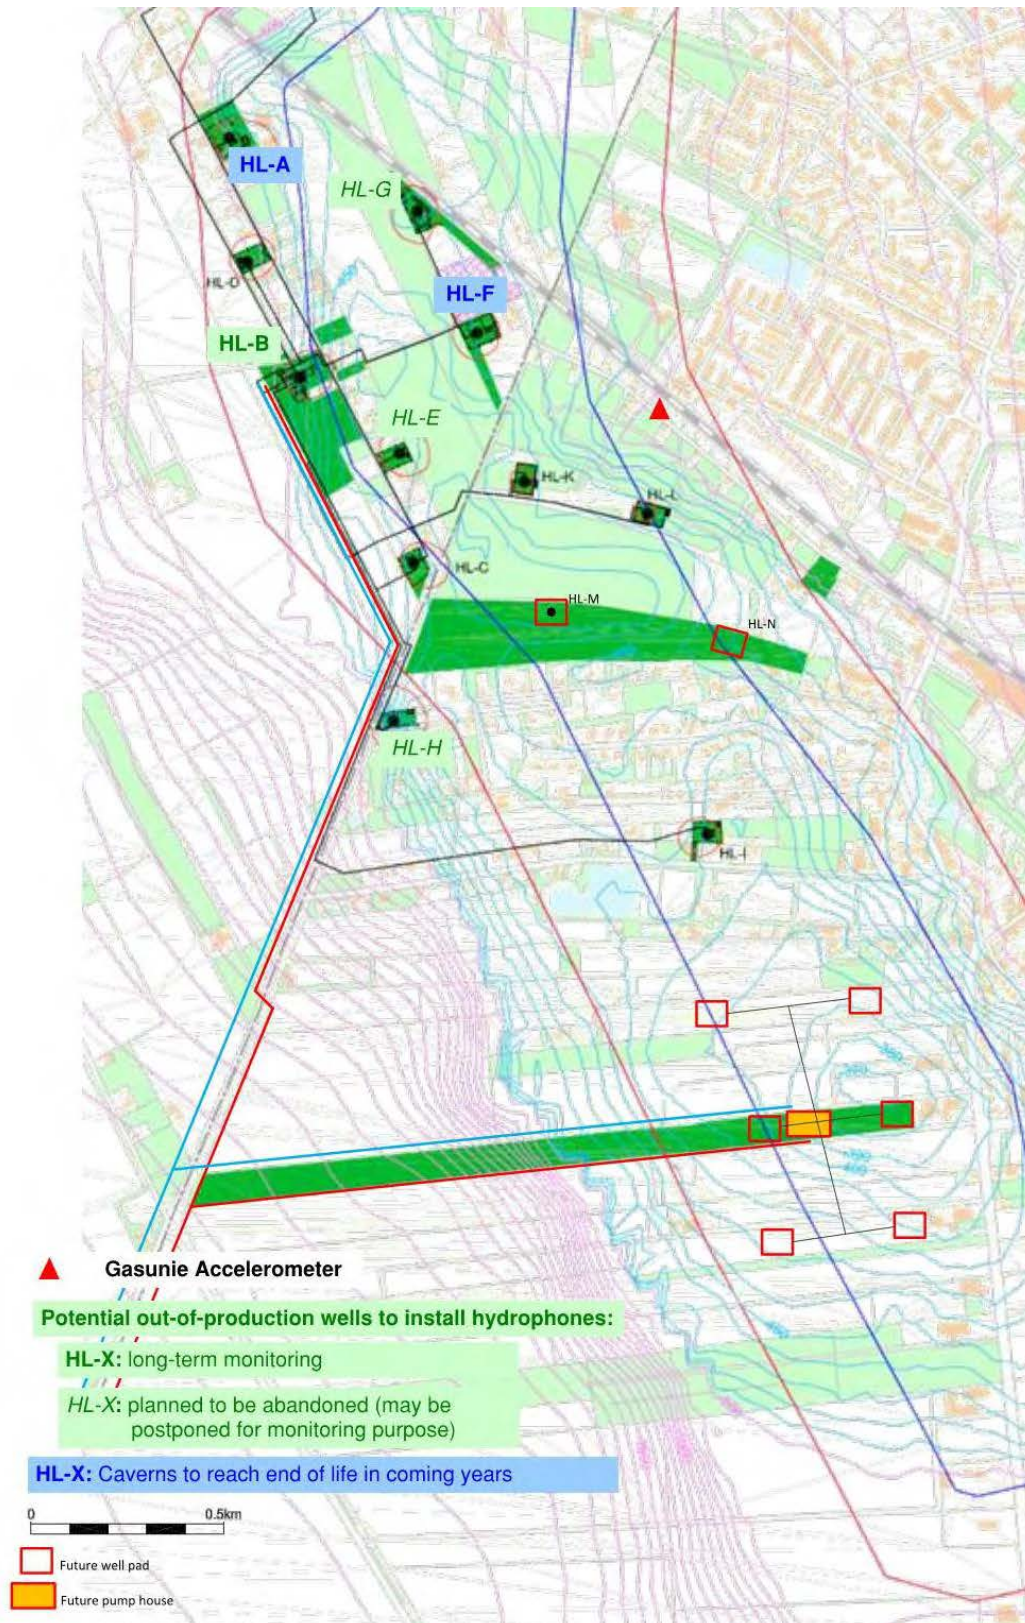 HL-A
HL-G
HL-D
HL-F
HL-B
HL-E
HL-K
HL-L
HL-C
HL-M
HL-N
HL-H
HL-I
Gasunie Accelerometer
Potential out-of-production wells to install hydrophones:
HL-X: long-term monitoring
HL-X: planned to be abandoned (may be
postponed for monitoring purpose)
HL-X: Caverns to reach end of life in coming years
0 0.5km
Future well pad
Future pump house